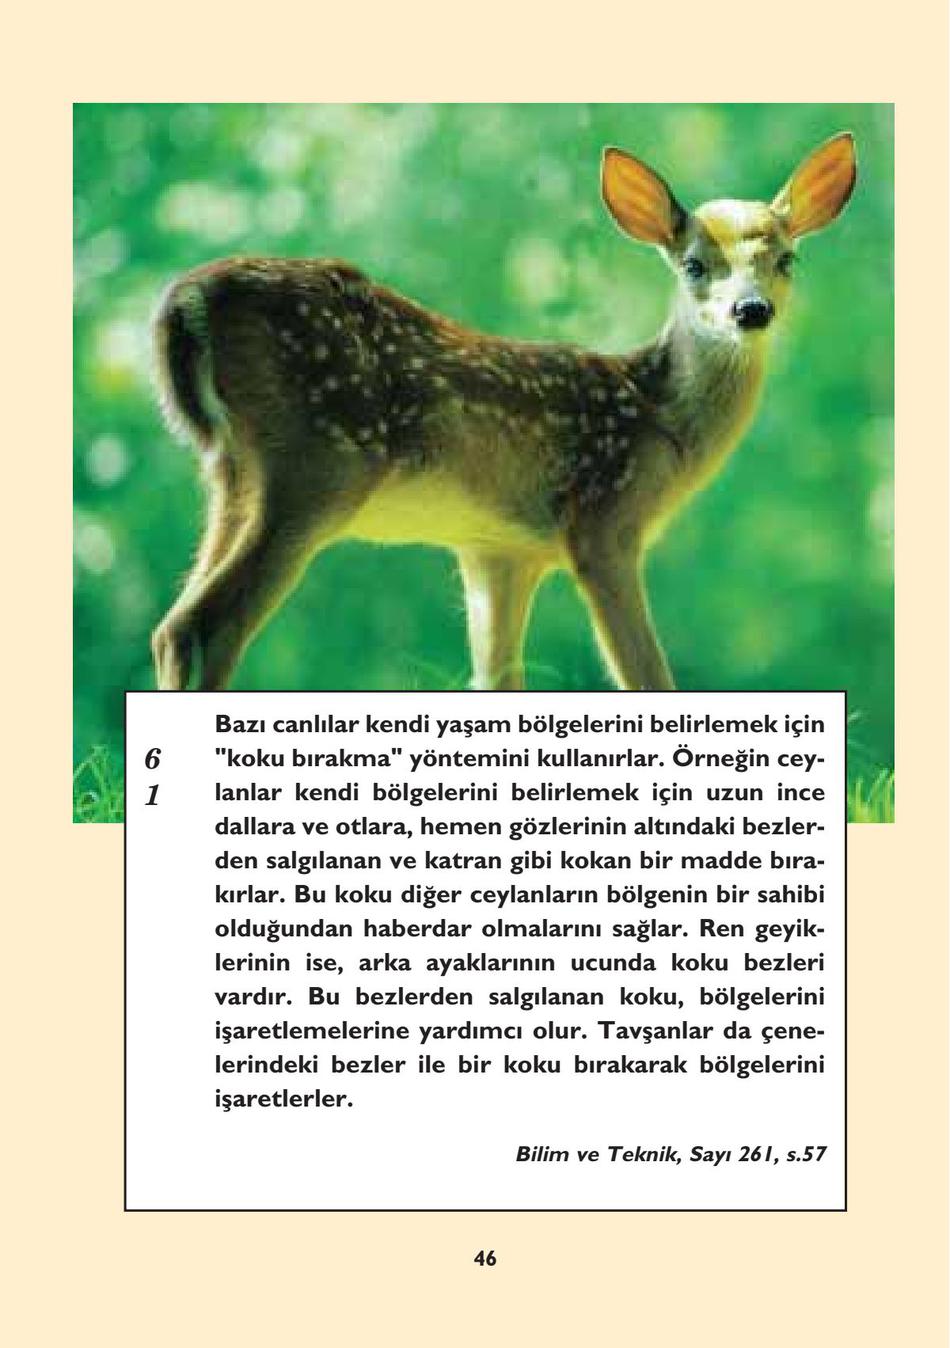 6
1
Bazı canlılar kendi yaşam bölgelerini belirlemek için
"koku bırakma" yöntemini kullanırlar. Örneğin cey-
lanlar kendi bölgelerini belirlemek için uzun ince
dallara ve otlara, hemen gözlerinin altındaki bezler-
den salgılanan ve katran gibi kokan bir madde bıra-
kırlar. Bu koku diğer ceylanların bölgenin bir sahibi
olduğundan haberdar olmalarını sağlar. Ren geyik-
lerinin ise, arka ayaklarının ucunda koku bezleri
vardır. Bu bezlerden salgılanan koku, bölgelerini
işaretlemelerine yardımcı olur. Tavşanlar da çene-
lerindeki bezler ile bir koku bırakarak bölgelerini
işaretlerler.
Bilim ve Teknik, Sayı 261, s.57
46